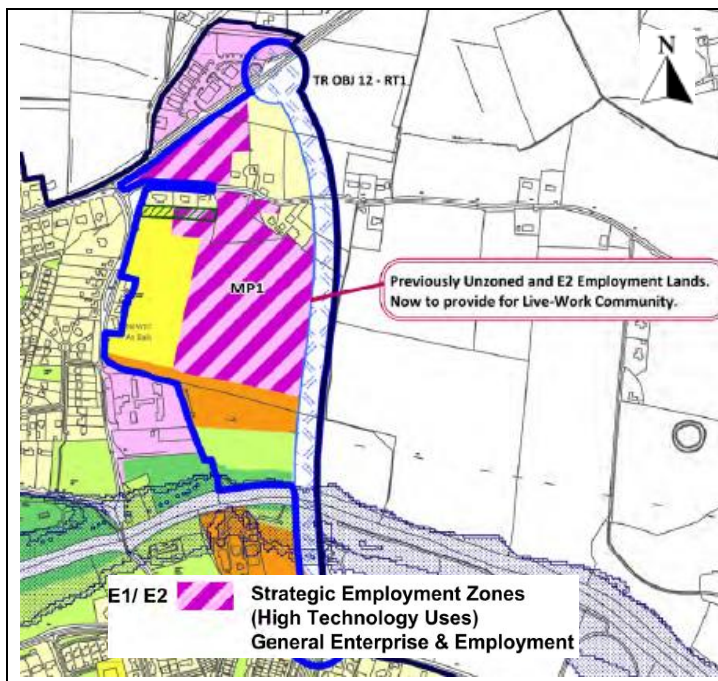 N
TR OBJ 12 - RT1
Previously Unzoned and E2 Employment Lands.
Now to provide for Live-Work Community.
MP1
E1/ E2
Strategic Employment Zones
(High Technology Uses)
General Enterprise & Employment